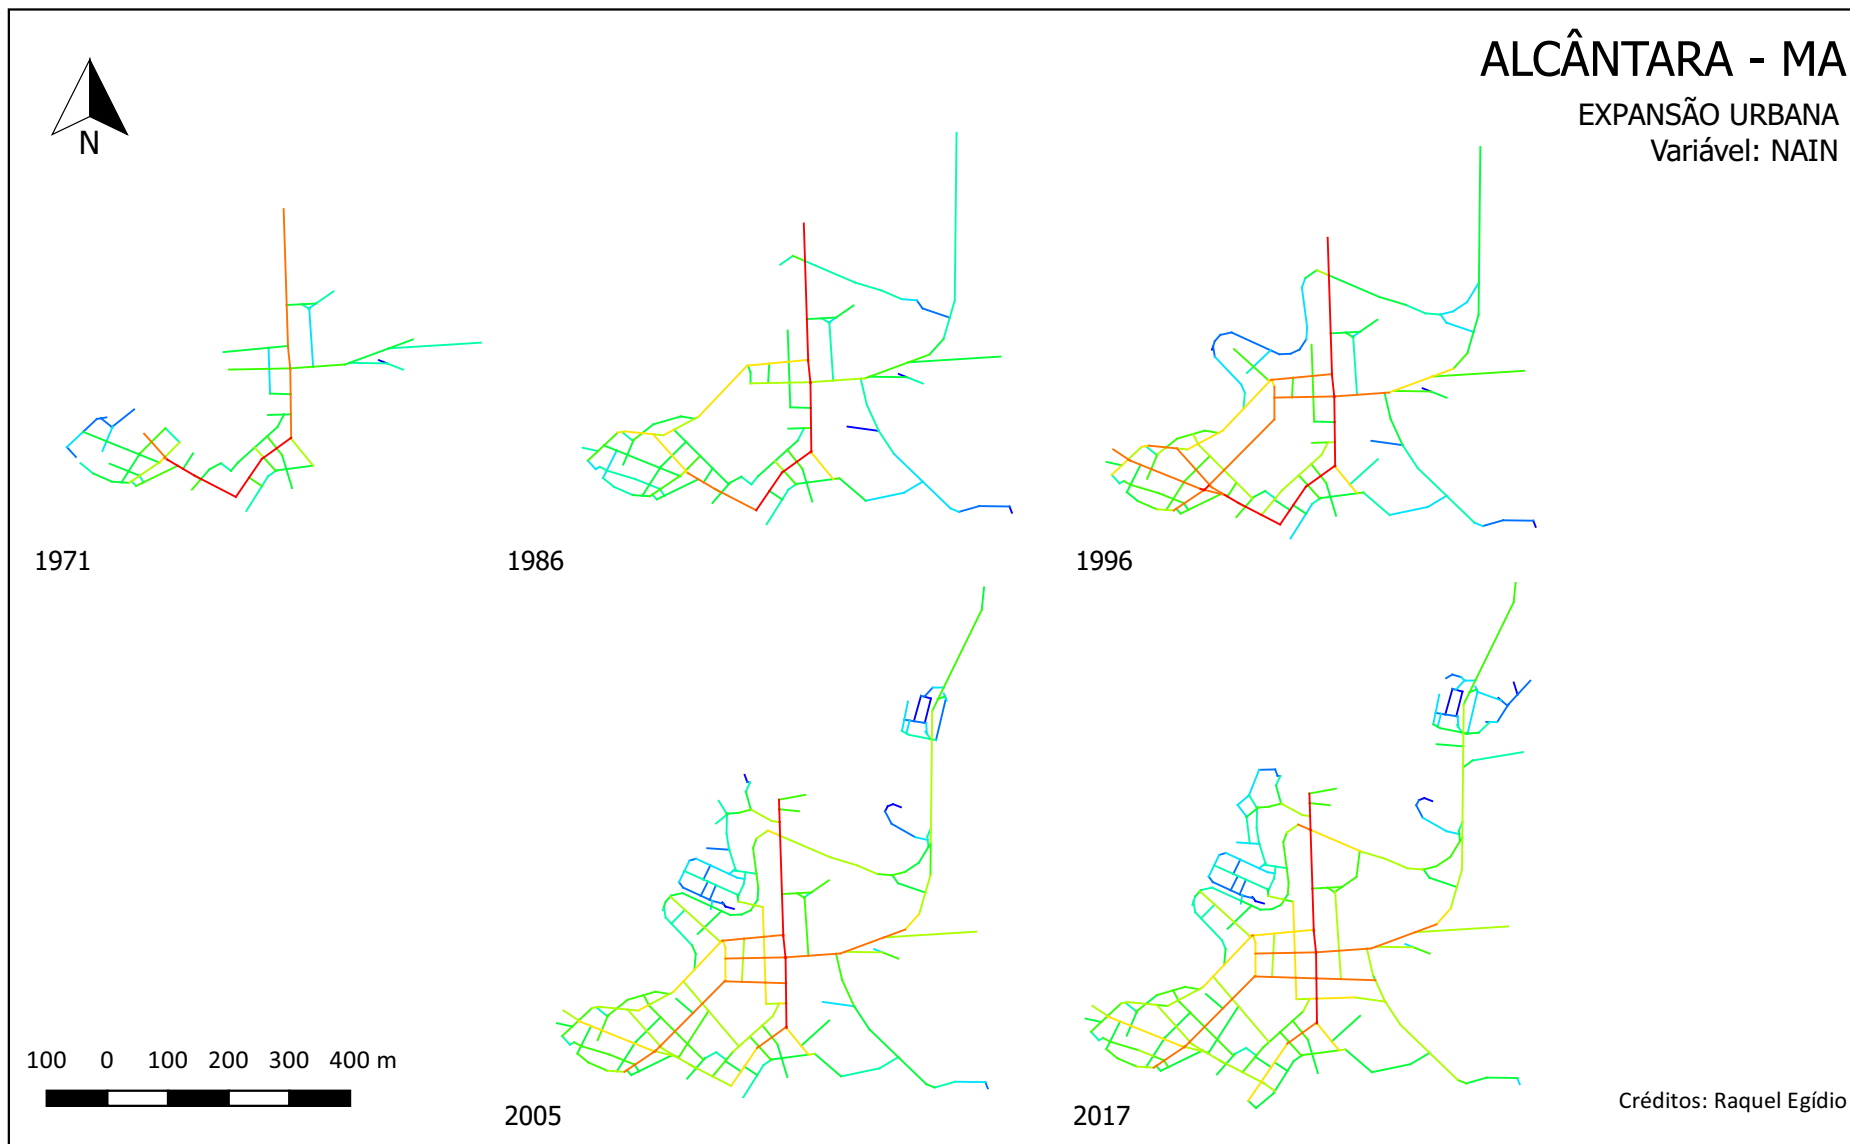 ALCÂNTARA - MA
EXPANSÃO URBANA
Variável: NAIN
N
1971
1986
1996
100 0 100 200 300 400 m
2005
2017
Créditos: Raquel Egídio